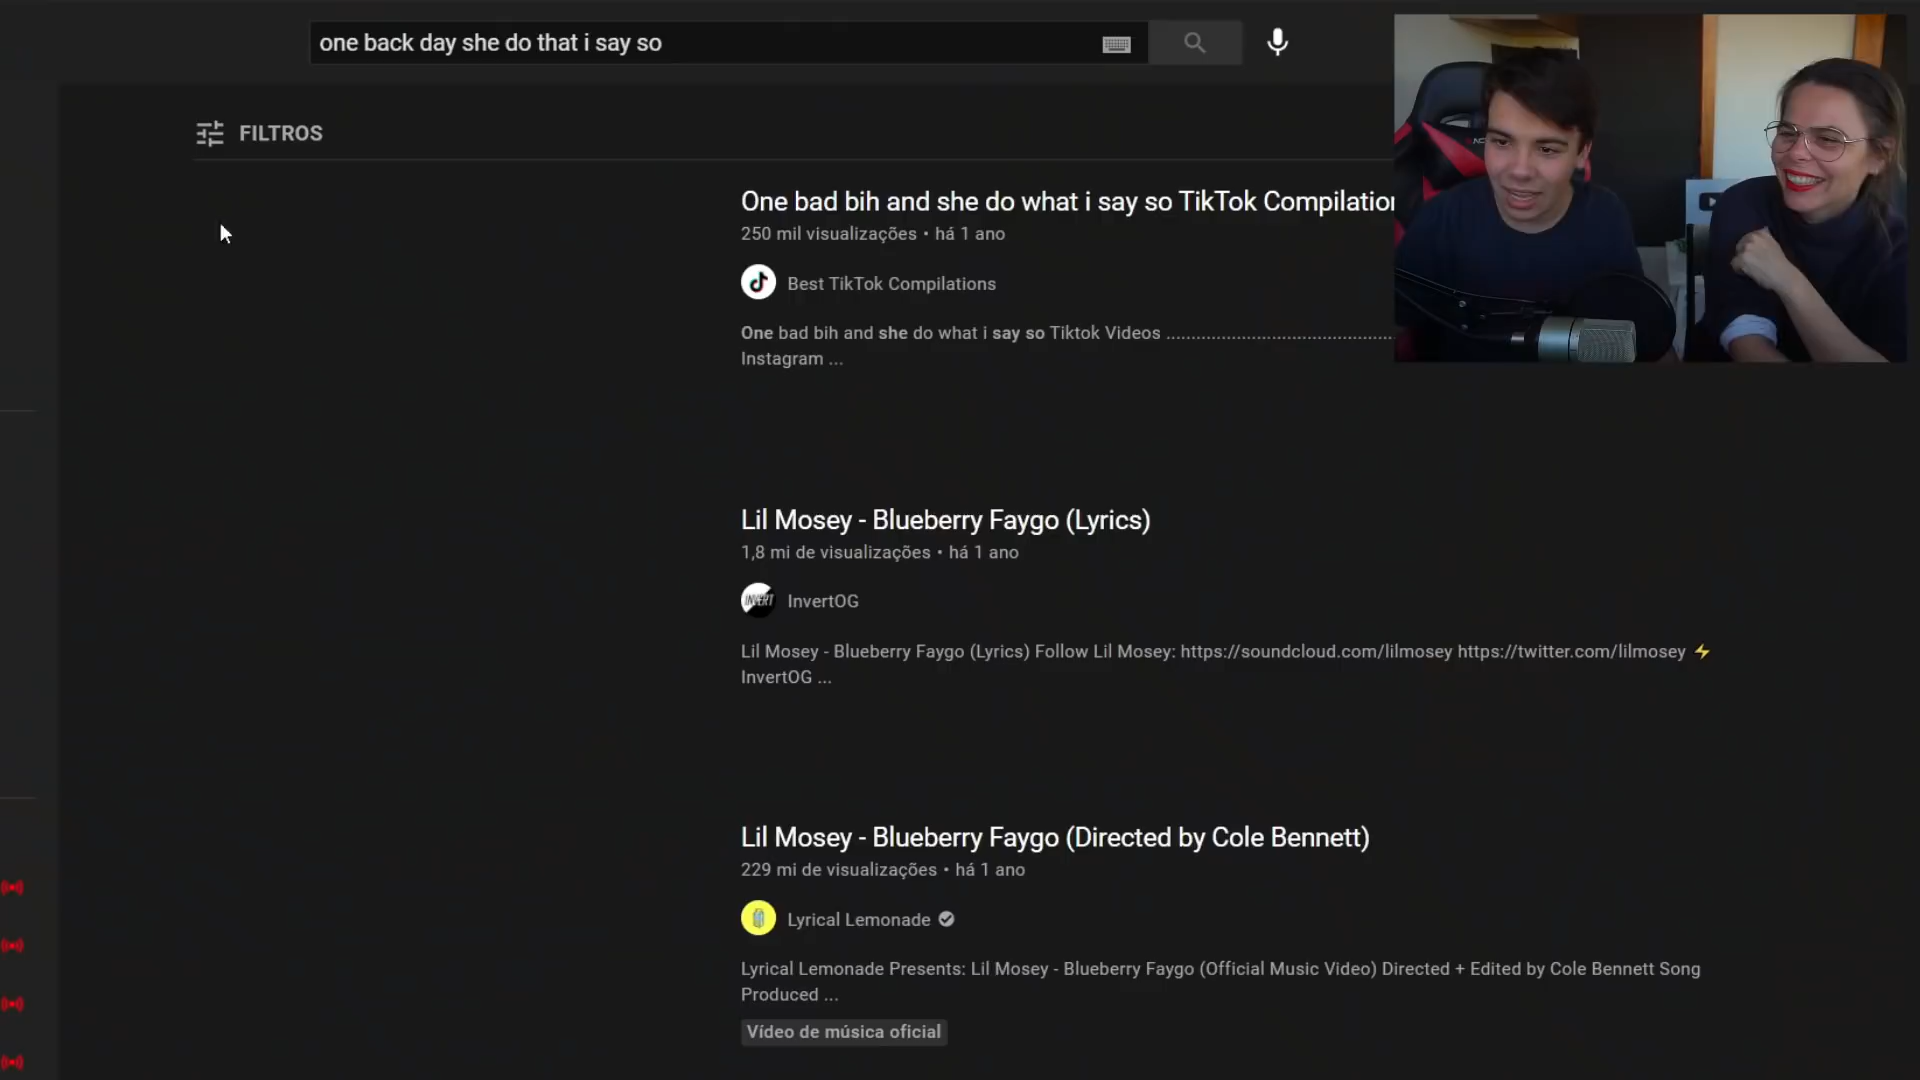 one back day she do that i say so
FILTROS
One bad bih and she do what i say so TikTok Compilation
250 mil visualizações • há 1 ano
Best TikTok Compilations
One bad bih and she do what i say so Tiktok Videos ...................................................
Instagram ...
Lil Mosey - Blueberry Faygo (Lyrics)
1,8 mi de visualizações • há 1 ano
INVERT
InvertOG
Lil Mosey - Blueberry Faygo (Lyrics) Follow Lil Mosey: https://soundcloud.com/lilmosey https://twitter.com/lilmosey ⚡
InvertOG ...
Lil Mosey - Blueberry Faygo (Directed by Cole Bennett)
229 mi de visualizações • há 1 ano
Lyrical Lemonade
Lyrical Lemonade Presents: Lil Mosey - Blueberry Faygo (Official Music Video) Directed + Edited by Cole Bennett Song
Produced ...
Vídeo de música oficial